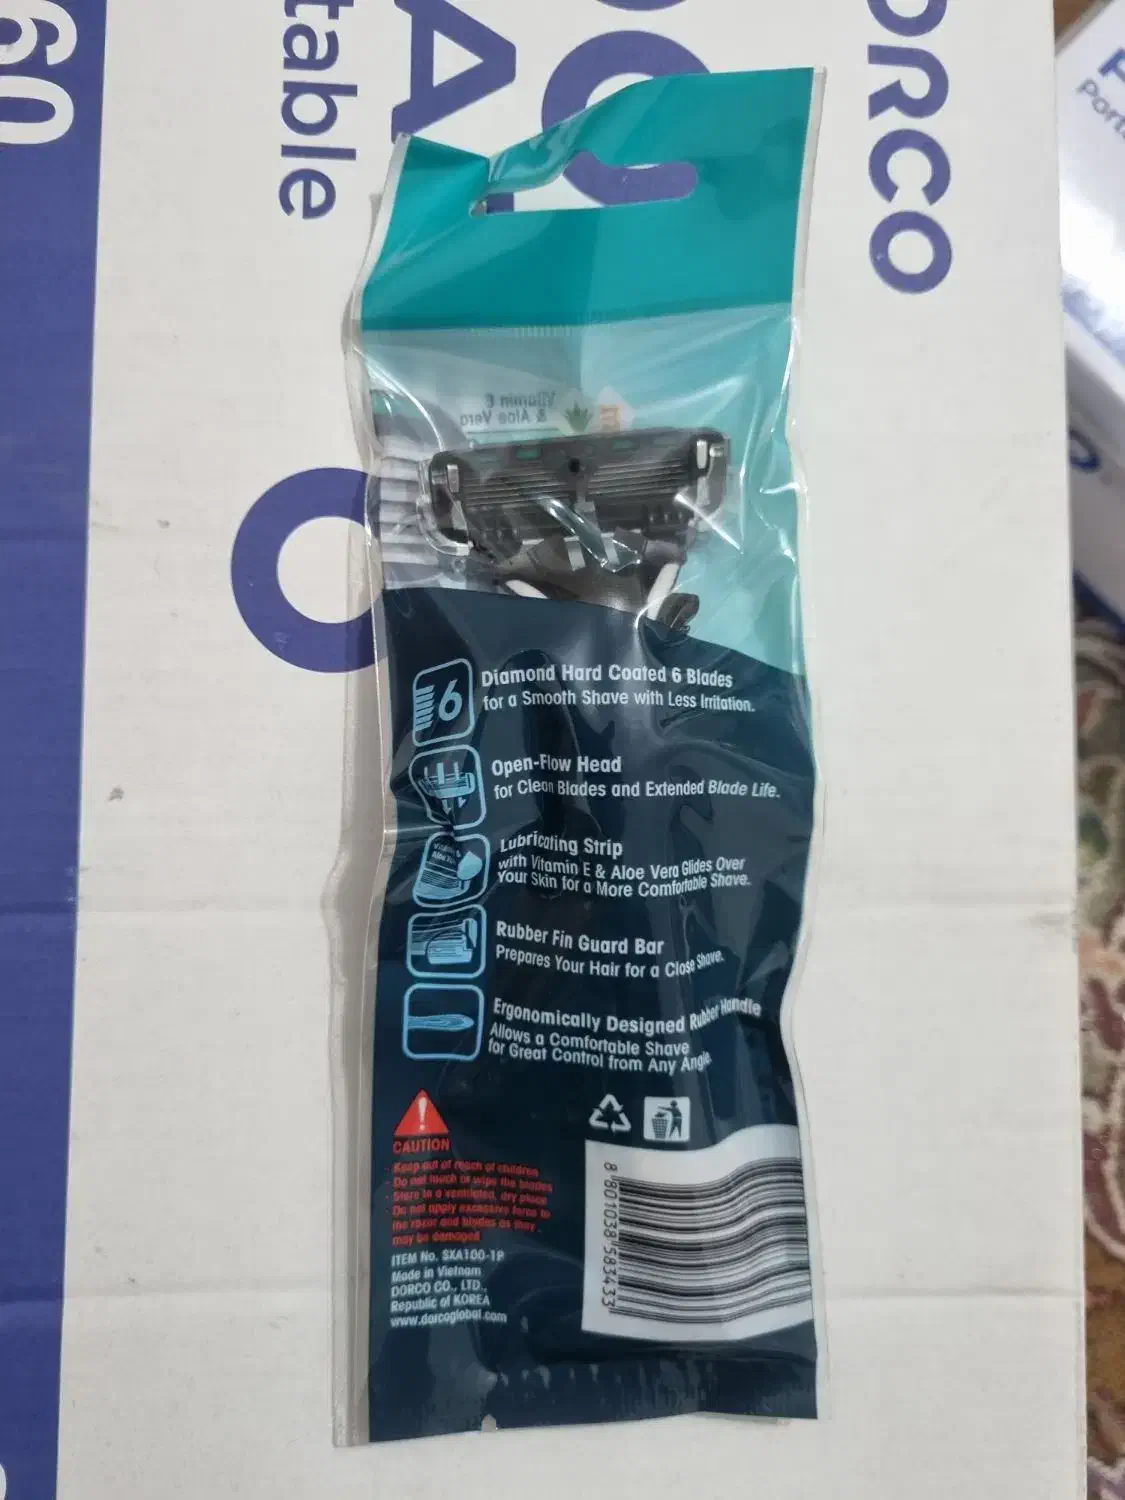 DORCO
table
60
Vitamin E
& Aloe Vera
6
Diamond Hard Coated 6 Blades
for a Smooth Shave with Less Irritation.
Open-Flow Head
for Clean Blades and Extended Blade Life.
Lubricating Strip
with Vitamin E & Aloe Vera Glides Over
Your Skin for a More Comfortable Shave.
Rubber Fin Guard Bar
Prepares Your Hair for a Close Shave.
Ergonomically Designed Rubber Handle
Allows a Comfortable Shave
for Great Control from Any Angle.
CAUTION
- Keep out of reach of children
- Do not touch or wipe the blades
- Store in a ventilated, dry place
- Do not apply excessive force to
the razor and blades as they
may be damaged
ITEM No. SXA100-1P
Made in Vietnam
DORCO CO., LTD.,
Republic of KOREA
www.dorcoglobal.com
8 801038 583433